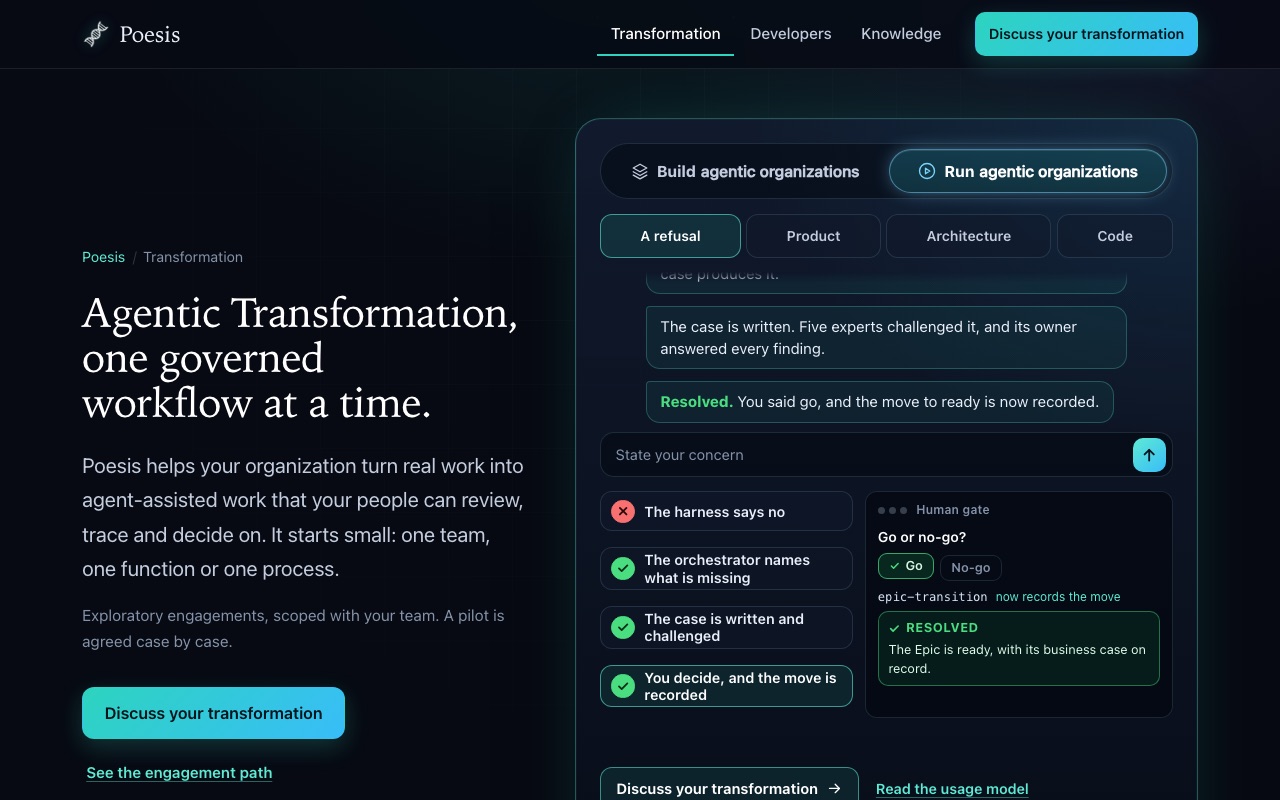 Poesis
Transformation
Developers
Knowledge
Discuss your transformation
Poesis / Transformation
Agentic Transformation,
one governed
workflow at a time.
Poesis helps your organization turn real work into
agent-assisted work that your people can review,
trace and decide on. It starts small: one team,
one function or one process.
Exploratory engagements, scoped with your team. A pilot is
agreed case by case.
Discuss your transformation
See the engagement path
Build agentic organizations
Run agentic organizations
A refusal
Product
Architecture
Code
case produces it.
The case is written. Five experts challenged it, and its owner
answered every finding.
Resolved. You said go, and the move to ready is now recorded.
State your concern
The harness says no
The orchestrator names
what is missing
The case is written and
challenged
You decide, and the move is
recorded
Human gate
Go or no-go?
Go
No-go
epic-transition now records the move
RESOLVED
The Epic is ready, with its business case on
record.
Discuss your transformation →
Read the usage model